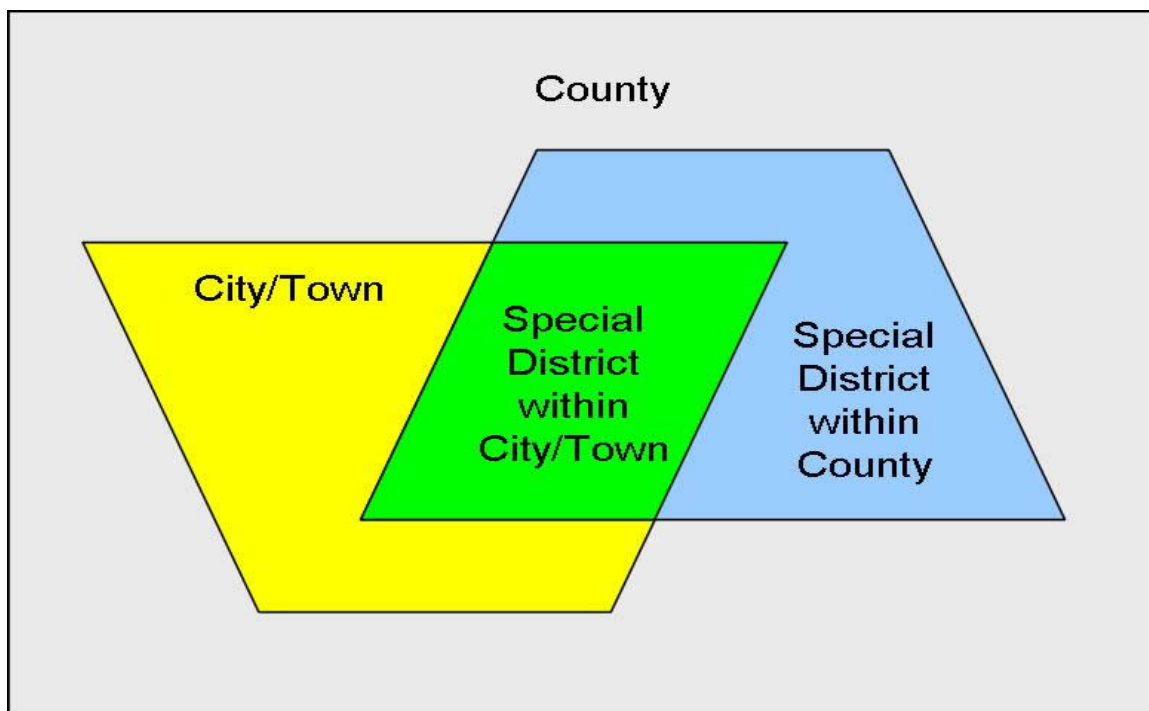 County
City/Town
Special
District
within
City/Town
Special
District
within
County